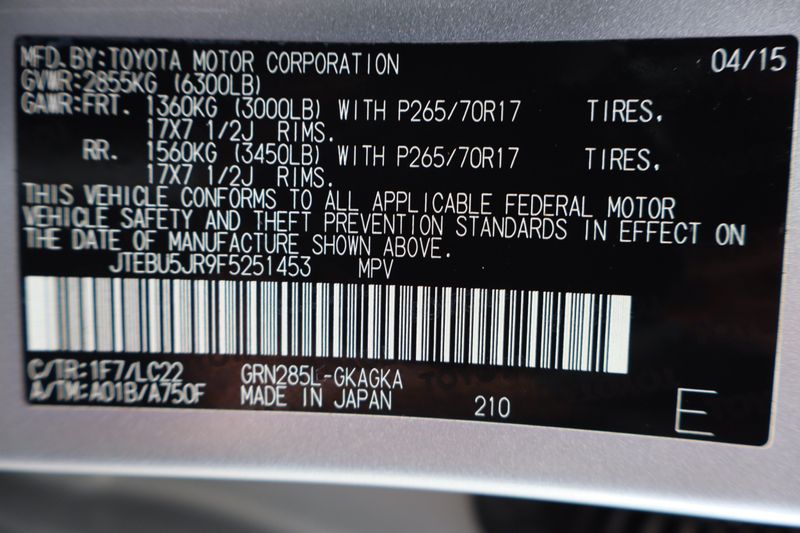 MFD.BY:TOYOTA MOTOR CORPORATION 04/15
GVWR:2855KG (6300LB)
GAWR:FRT. 1360KG (3000LB) WITH P265/70R17 TIRES.
17X7 1/2J RIMS.
RR. 1560KG (3450LB) WITH P265/70R17 TIRES.
17X7 1/2J RIMS.
THIS VEHICLE CONFORMS TO ALL APPLICABLE FEDERAL MOTOR
VEHICLE SAFETY AND THEFT PREVENTION STANDARDS IN EFFECT ON
THE DATE OF MANUFACTURE SHOWN ABOVE.
JTEBU5JR9F5251453 MPV
C/TR:1F7/LC22 GRN285L-GKAGKA
A/TM:A01B/A750F MADE IN JAPAN 210 E